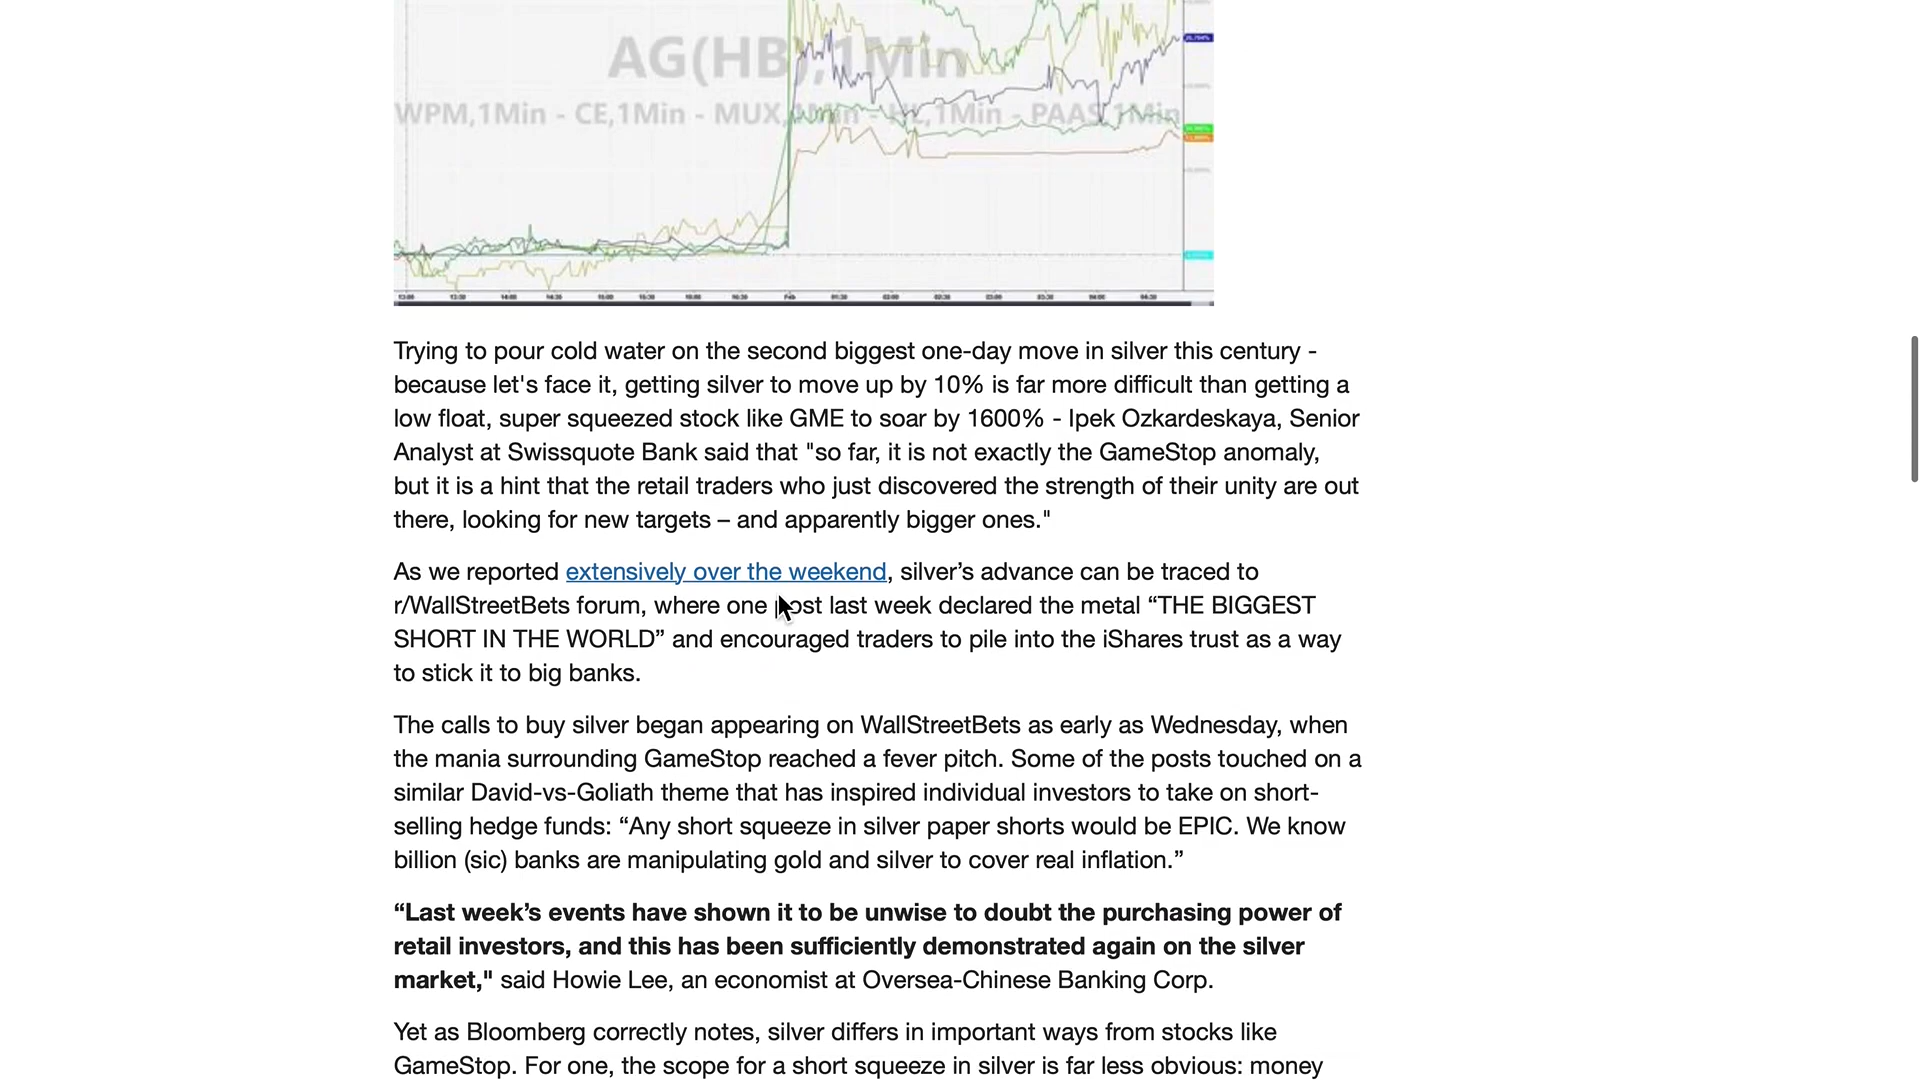 AG(HB),1Min
WPM,1Min - CE,1Min - MUX,1Min - HL,1Min - PAAS,1Min
Trying to pour cold water on the second biggest one-day move in silver this century -
because let's face it, getting silver to move up by 10% is far more difficult than getting a
low float, super squeezed stock like GME to soar by 1600% - Ipek Ozkardeskaya, Senior
Analyst at Swissquote Bank said that "so far, it is not exactly the GameStop anomaly,
but it is a hint that the retail traders who just discovered the strength of their unity are out
there, looking for new targets – and apparently bigger ones."
As we reported extensively over the weekend, silver’s advance can be traced to
r/WallStreetBets forum, where one post last week declared the metal “THE BIGGEST
SHORT IN THE WORLD” and encouraged traders to pile into the iShares trust as a way
to stick it to big banks.
The calls to buy silver began appearing on WallStreetBets as early as Wednesday, when
the mania surrounding GameStop reached a fever pitch. Some of the posts touched on a
similar David-vs-Goliath theme that has inspired individual investors to take on short-
selling hedge funds: “Any short squeeze in silver paper shorts would be EPIC. We know
billion (sic) banks are manipulating gold and silver to cover real inflation.”
“Last week’s events have shown it to be unwise to doubt the purchasing power of
retail investors, and this has been sufficiently demonstrated again on the silver
market," said Howie Lee, an economist at Oversea-Chinese Banking Corp.
Yet as Bloomberg correctly notes, silver differs in important ways from stocks like
GameStop. For one, the scope for a short squeeze in silver is far less obvious: money